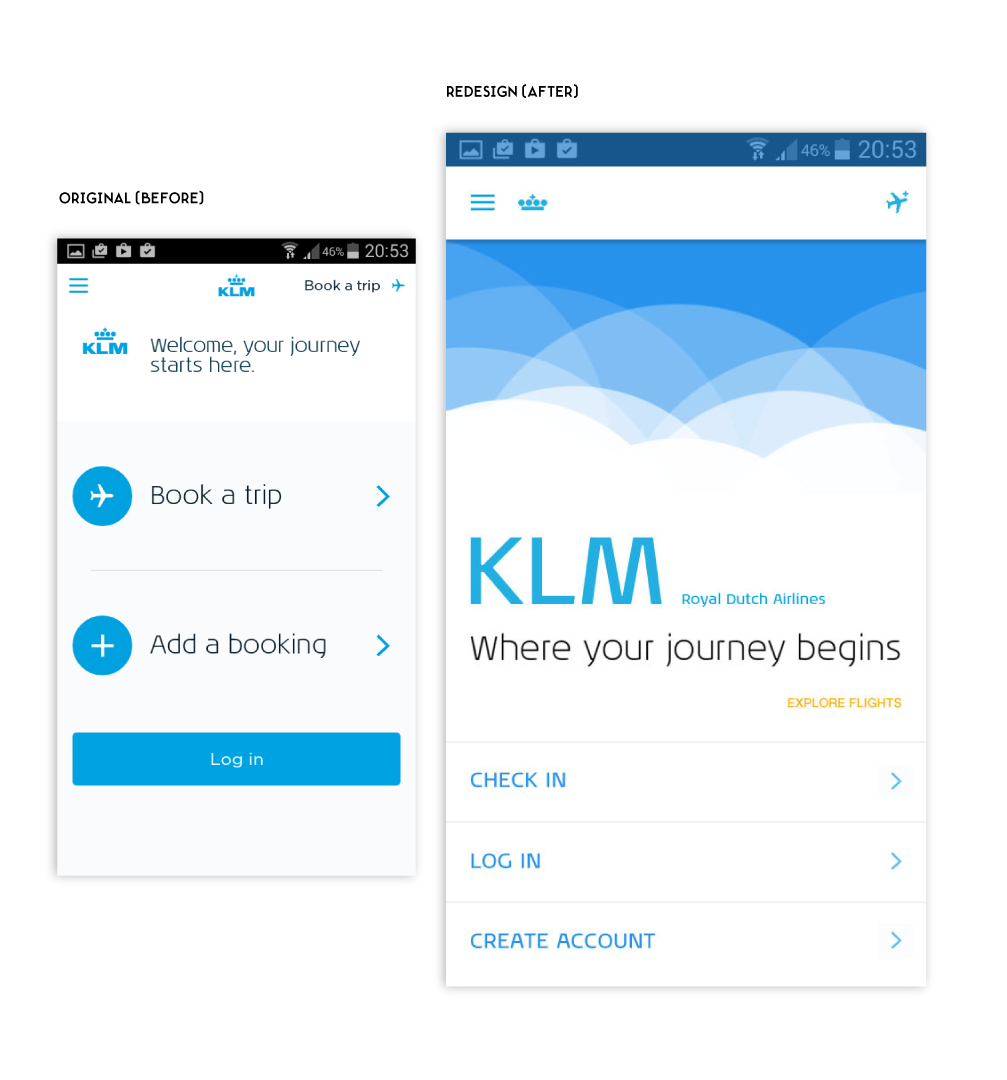 REDESIGN (AFTER)
46% 20:53
KLM
Royal Dutch Airlines
Where your journey begins
EXPLORE FLIGHTS
CHECK IN
LOG IN
CREATE ACCOUNT
ORIGINAL (BEFORE)
46% 20:53
KLM
Book a trip
KLM
Welcome, your journey
starts here.
Book a trip
Add a booking
Log in